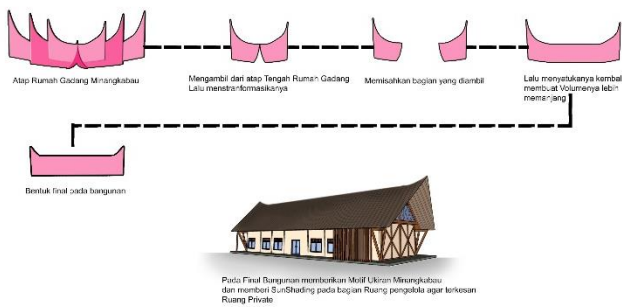 Atap Rumah Gadang Minangkabau
Mengambil dari atap Tengah Rumah Gadang
Lalu menstranformasikanya
Memisahkan bagian yang diambil
Lalu menyatukanya kembal
membuat Volumenya lebih
memanjang
Bentuk final pada bangunan
Pada Final Bangunan memberikan Motif Ukiran Minangkabau
dan memberi SunShading pada bagian Ruang pengelola agar terkesan
Ruang Private